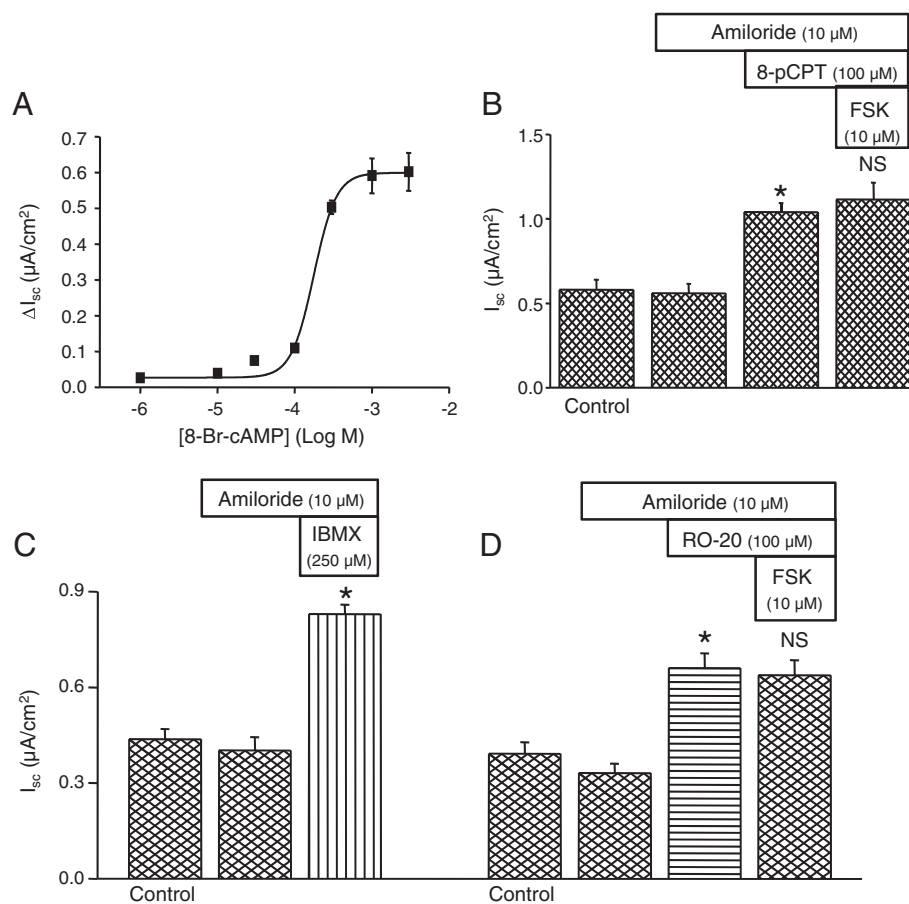 A
0.7
0.6
0.5
0.4
0.3
0.2
0.1
0.0
ΔIsc (µA/cm²)
-6 -5 -4 -3 -2
[8-Br-cAMP] (Log M)
B
Amiloride (10 µM)
8-pCPT (100 µM)
FSK
(10 µM)
NS
*
1.5
1.0
0.5
0.0
Isc (µA/cm²)
Control
C
Amiloride (10 µM)
IBMX
(250 µM)
*
0.9
0.6
0.3
0.0
Isc (µA/cm²)
Control
D
Amiloride (10 µM)
RO-20 (100 µM)
FSK
(10 µM)
NS
*
Control